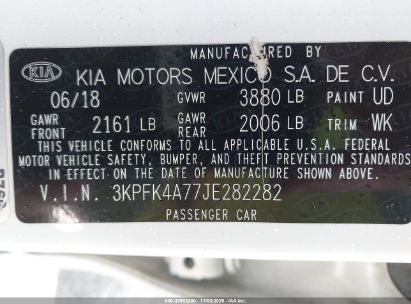 MANUFACTURED BY
KIA KIA MOTORS MEXICO S.A. DE C.V.
06/18 GVWR 3880 LB PAINT UD
GAWR FRONT 2161 LB GAWR REAR 2006 LB TRIM WK
THIS VEHICLE CONFORMS TO ALL APPLICABLE U.S.A. FEDERAL
MOTOR VEHICLE SAFETY, BUMPER, AND THEFT PREVENTION STANDARDS
IN EFFECT ON THE DATE OF MANUFACTURE SHOWN ABOVE.
V.I.N. 3KPFK4A77JE282282
PASSENGER CAR